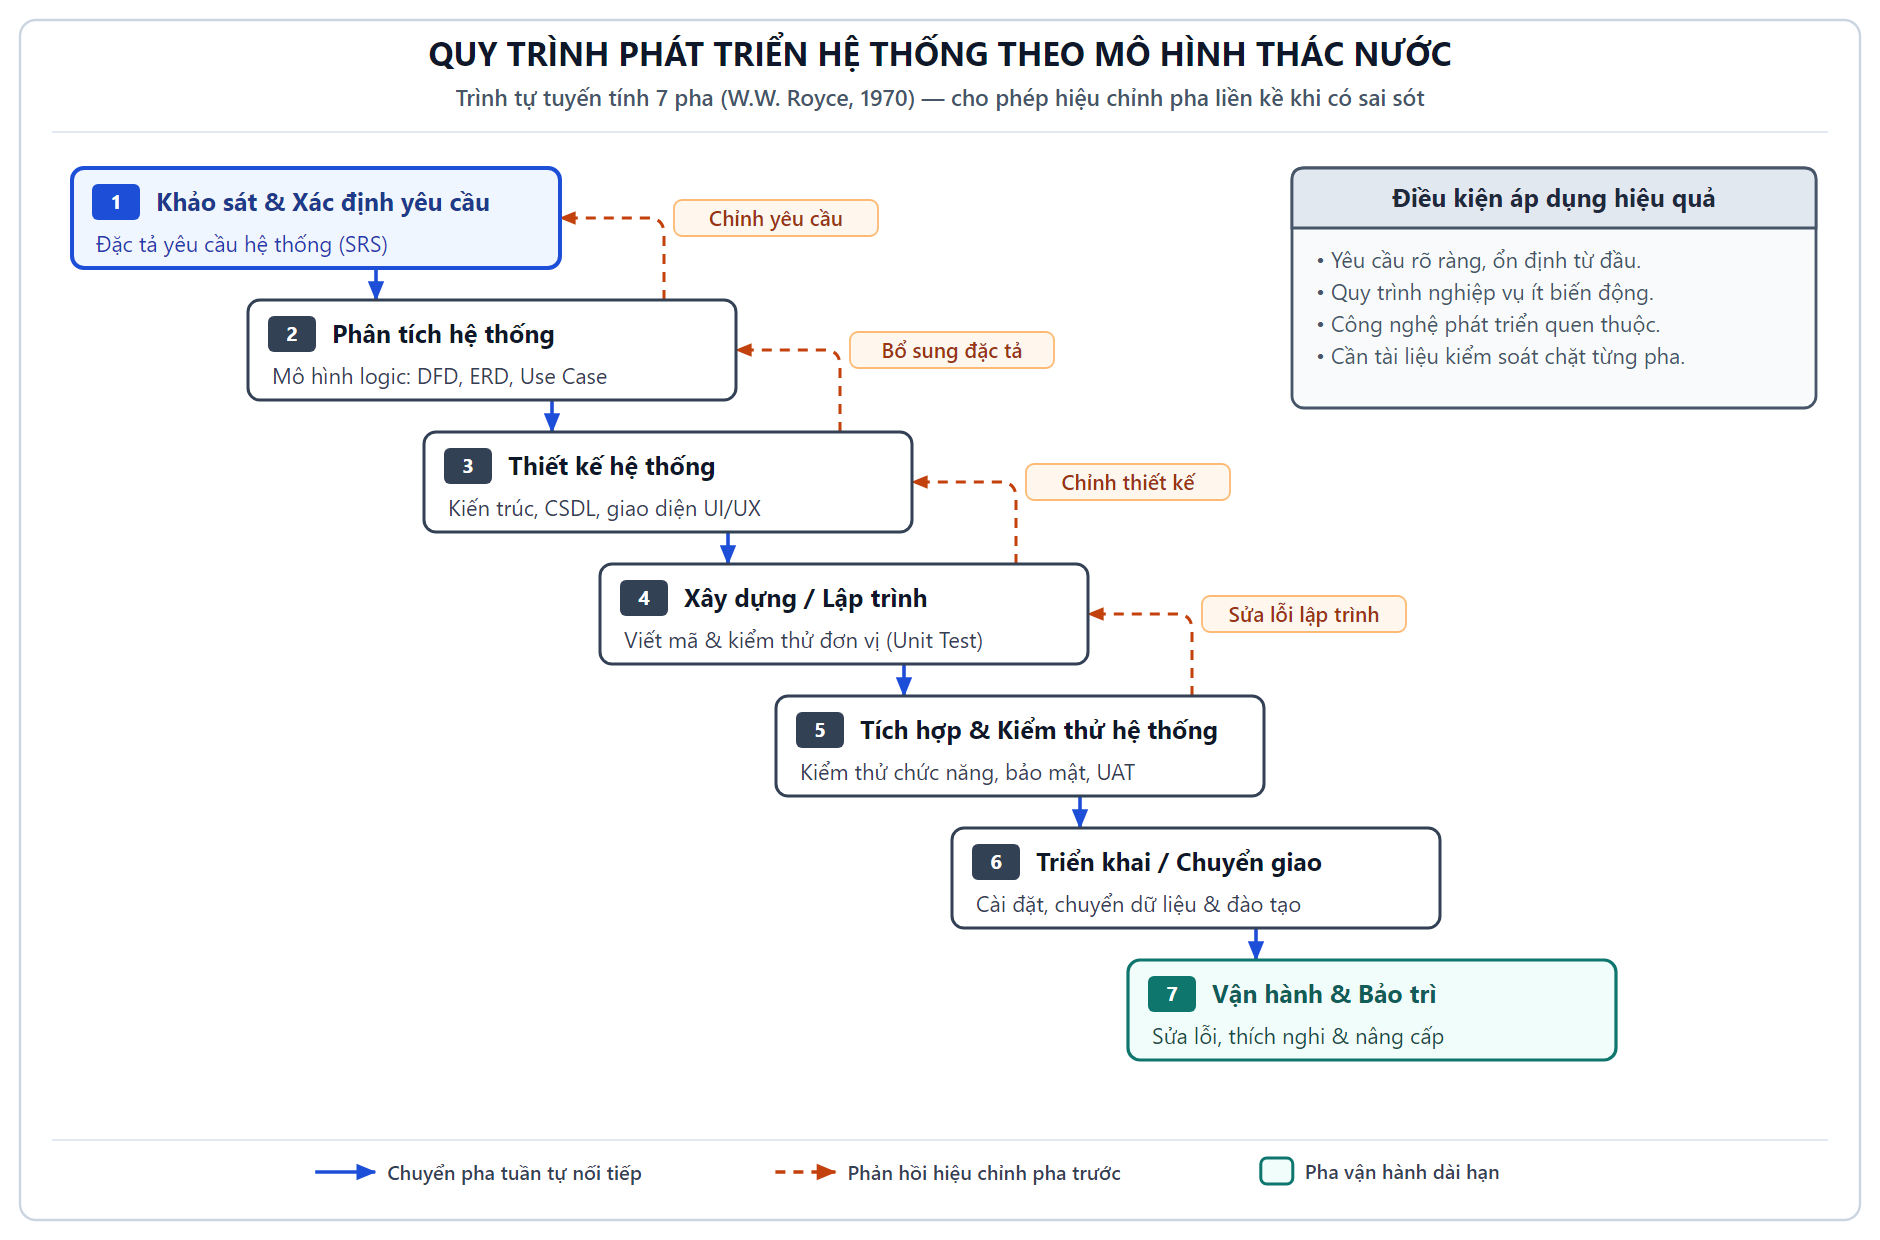 QUY TRÌNH PHÁT TRIỂN HỆ THỐNG THEO MÔ HÌNH THÁC NƯỚC
Trình tự tuyến tính 7 pha (W.W. Royce, 1970) — cho phép hiệu chỉnh pha liền kề khi có sai sót
1 Khảo sát & Xác định yêu cầu
Đặc tả yêu cầu hệ thống (SRS)
Chỉnh yêu cầu
Điều kiện áp dụng hiệu quả
• Yêu cầu rõ ràng, ổn định từ đầu.
• Quy trình nghiệp vụ ít biến động.
• Công nghệ phát triển quen thuộc.
• Cần tài liệu kiểm soát chặt từng pha.
2 Phân tích hệ thống
Mô hình logic: DFD, ERD, Use Case
Bổ sung đặc tả
3 Thiết kế hệ thống
Kiến trúc, CSDL, giao diện UI/UX
Chỉnh thiết kế
4 Xây dựng / Lập trình
Viết mã & kiểm thử đơn vị (Unit Test)
Sửa lỗi lập trình
5 Tích hợp & Kiểm thử hệ thống
Kiểm thử chức năng, bảo mật, UAT
6 Triển khai / Chuyển giao
Cài đặt, chuyển dữ liệu & đào tạo
7 Vận hành & Bảo trì
Sửa lỗi, thích nghi & nâng cấp
Chuyển pha tuần tự nối tiếp
Phản hồi hiệu chỉnh pha trước
Pha vận hành dài hạn